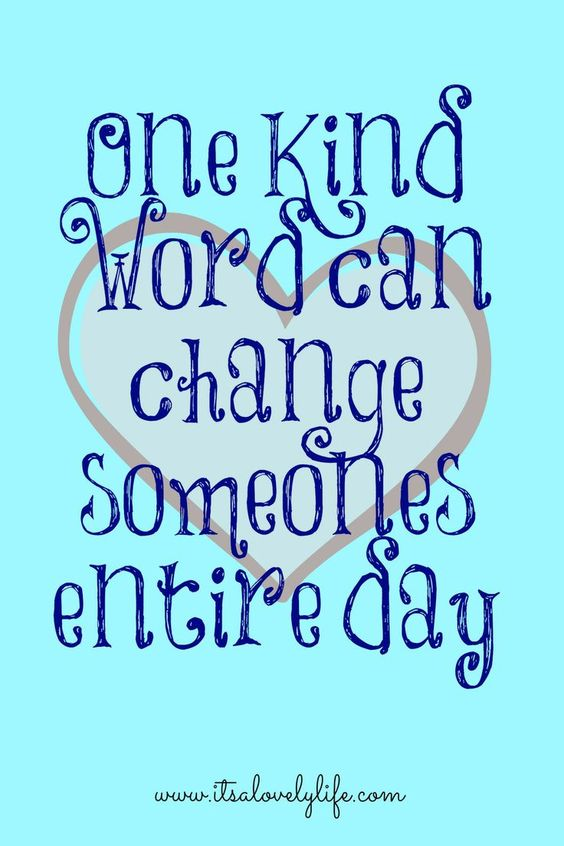 One Kind
Word can
change
someones
entire day
www.itsalovelylife.com